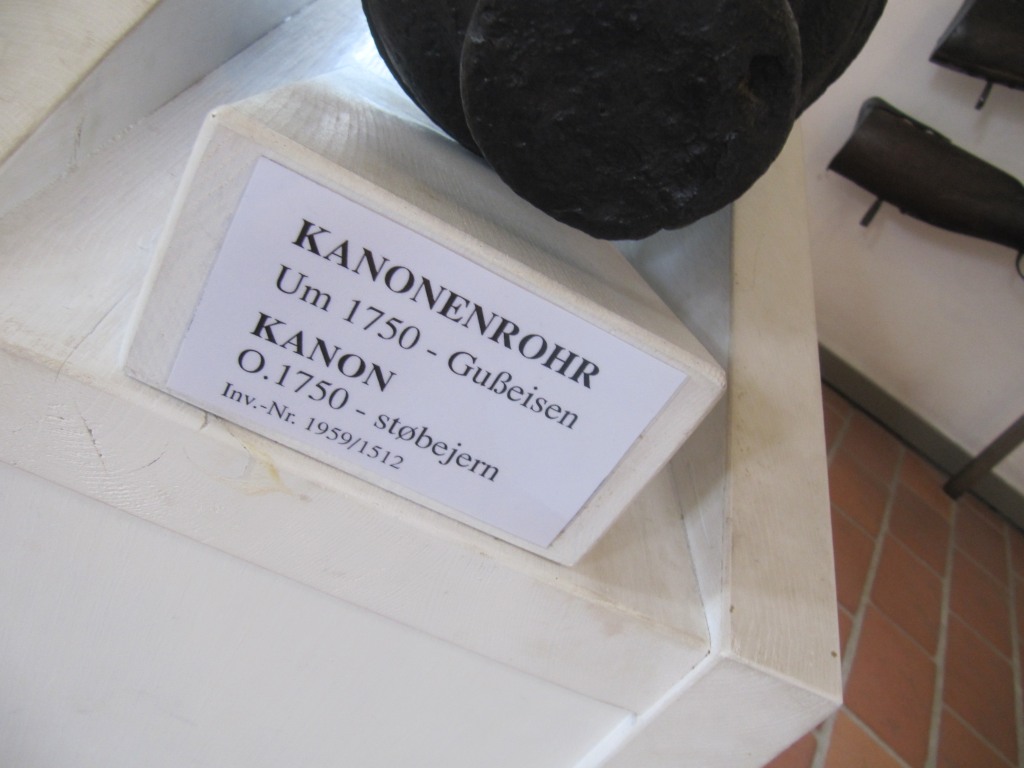 KANONENROHR
Um 1750 - Gußeisen
KANON
O.1750 - støbejern
Inv.-Nr. 1959/1512